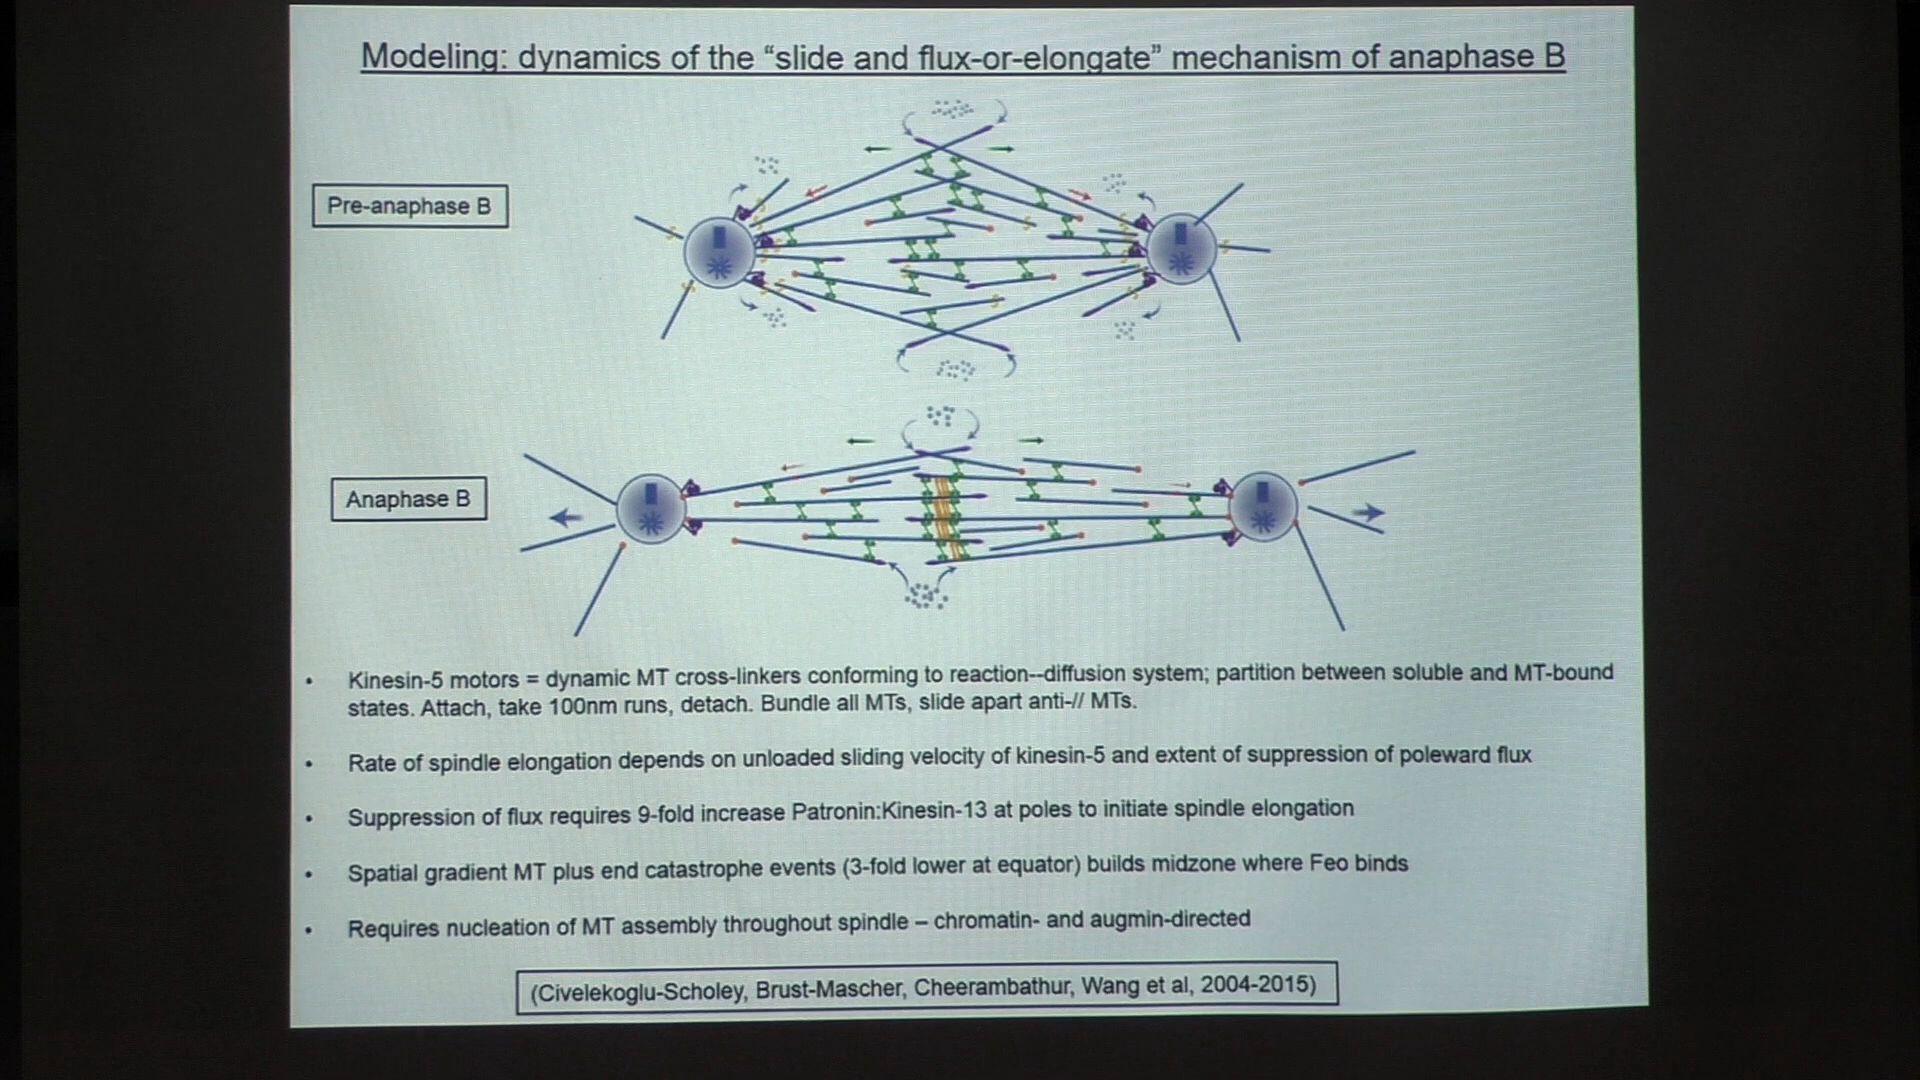 Modeling: dynamics of the “slide and flux-or-elongate” mechanism of anaphase B
Pre-anaphase B
Anaphase B
• Kinesin-5 motors = dynamic MT cross-linkers conforming to reaction--diffusion system; partition between soluble and MT-bound
states. Attach, take 100nm runs, detach. Bundle all MTs, slide apart anti-// MTs.
• Rate of spindle elongation depends on unloaded sliding velocity of kinesin-5 and extent of suppression of poleward flux
• Suppression of flux requires 9-fold increase Patronin:Kinesin-13 at poles to initiate spindle elongation
• Spatial gradient MT plus end catastrophe events (3-fold lower at equator) builds midzone where Feo binds
• Requires nucleation of MT assembly throughout spindle – chromatin- and augmin-directed
(Civelekoglu-Scholey, Brust-Mascher, Cheerambathur, Wang et al, 2004-2015)